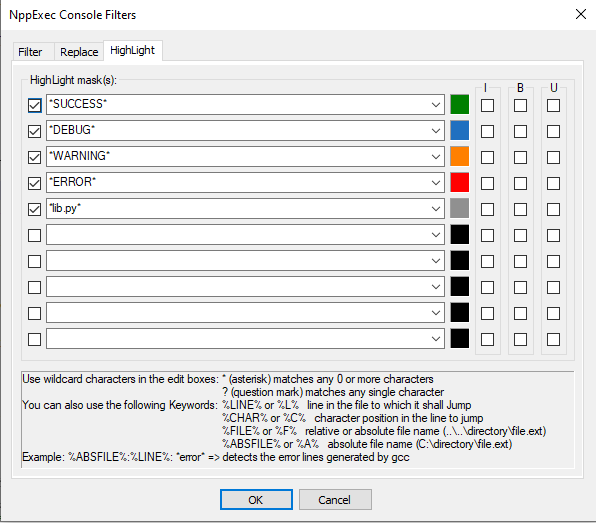 NppExec Console Filters
Filter Replace HighLight
HighLight mask(s):
I B U
*SUCCESS*
*DEBUG*
*WARNING*
*ERROR*
*lib.py*
Use wildcard characters in the edit boxes: * (asterisk) matches any 0 or more characters
? (question mark) matches any single character
You can also use the following Keywords: %LINE% or %L% line in the file to which it shall Jump
%CHAR% or %C% character position in the line to jump
%FILE% or %F% relative or absolute file name (..\..\directory\file.ext)
%ABSFILE% or %A% absolute file name (C:\directory\file.ext)
Example: %ABSFILE%:%LINE%: *error* => detects the error lines generated by gcc
OK Cancel